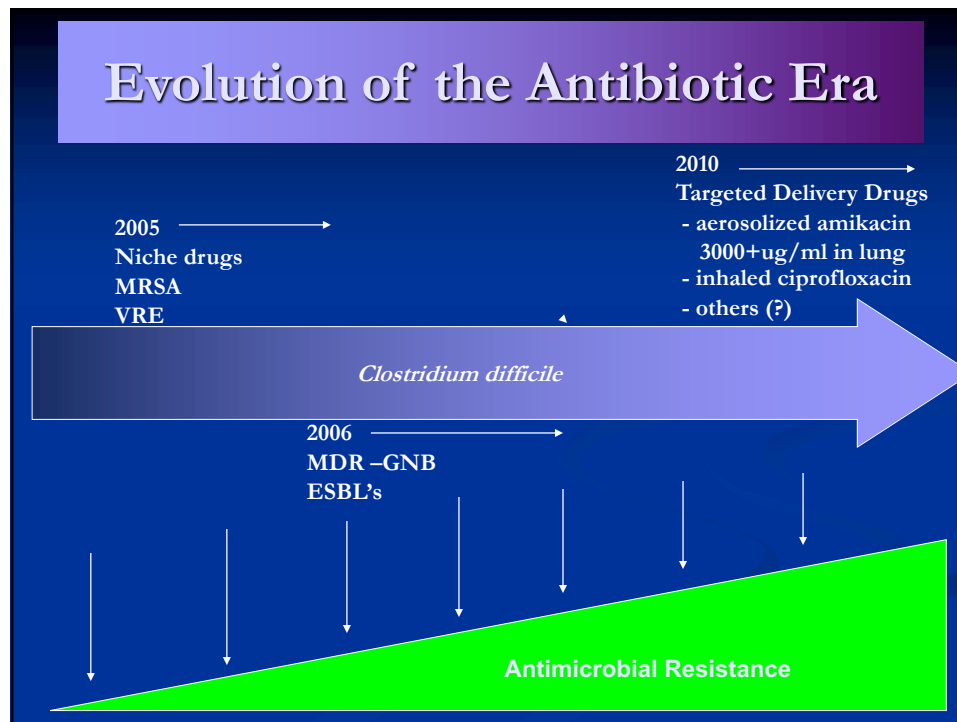 Evolution of the Antibiotic Era
2005
Niche drugs
MRSA
VRE
2010
Targeted Delivery Drugs
- aerosolized amikacin
3000+ug/ml in lung
- inhaled ciprofloxacin
- others (?)
Clostridium difficile
2006
MDR –GNB
ESBL’s
Antimicrobial Resistance